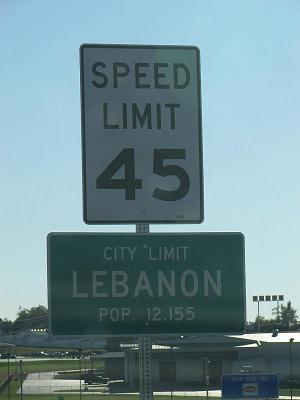 SPEED
LIMIT
45
CITY LIMIT
LEBANON
POP. 12,155